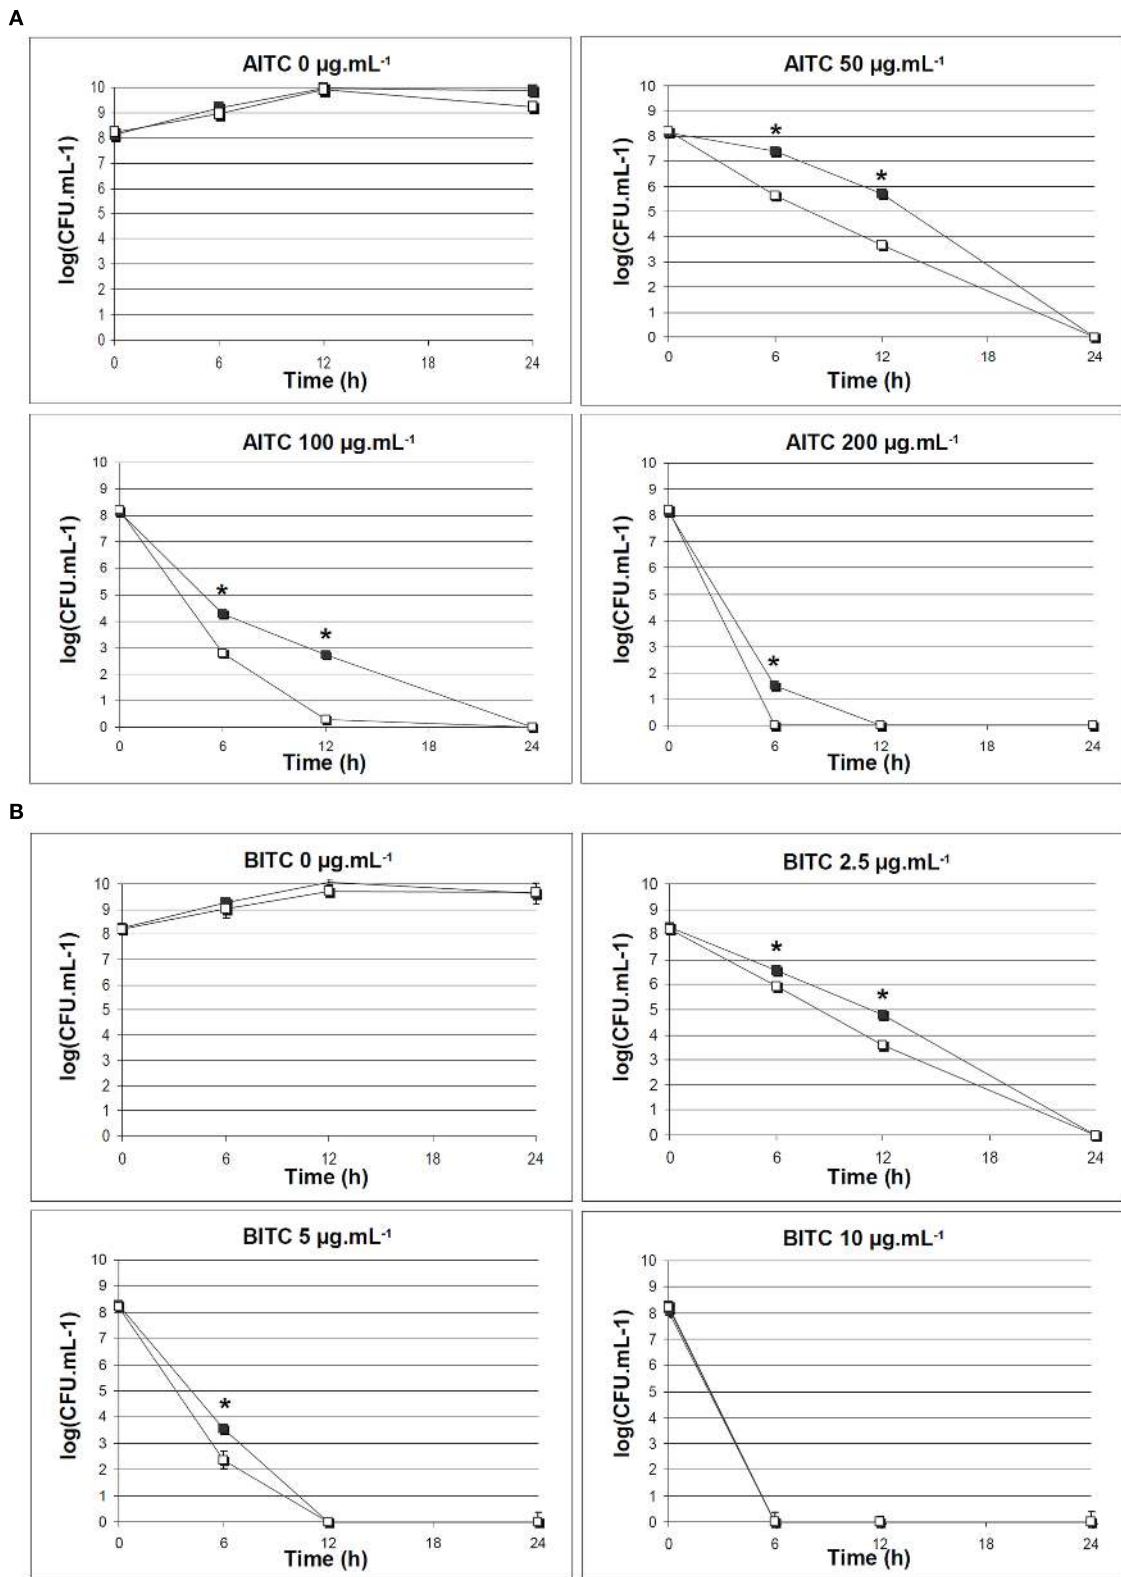 A
AITC 0 µg.mL-1
log(CFU.mL-1)
10
9
8
7
6
5
4
3
2
1
0
0 6 12 18 24
Time (h)
AITC 50 µg.mL-1
log(CFU.mL-1)
10
9
8
7
6
5
4
3
2
1
0
* *
0 6 12 18 24
Time (h)
AITC 100 µg.mL-1
log(CFU.mL-1)
10
9
8
7
6
5
4
3
2
1
0
* *
0 6 12 18 24
Time (h)
AITC 200 µg.mL-1
log(CFU.mL-1)
10
9
8
7
6
5
4
3
2
1
0
*
0 6 12 18 24
Time (h)
B
BITC 0 µg.mL-1
log(CFU.mL-1)
10
9
8
7
6
5
4
3
2
1
0
0 6 12 18 24
Time (h)
BITC 2.5 µg.mL-1
log(CFU.mL-1)
10
9
8
7
6
5
4
3
2
1
0
* *
0 6 12 18 24
Time (h)
BITC 5 µg.mL-1
log(CFU.mL-1)
10
9
8
7
6
5
4
3
2
1
0
*
0 6 12 18 24
Time (h)
BITC 10 µg.mL-1
log(CFU.mL-1)
10
9
8
7
6
5
4
3
2
1
0
0 6 12 18 24
Time (h)